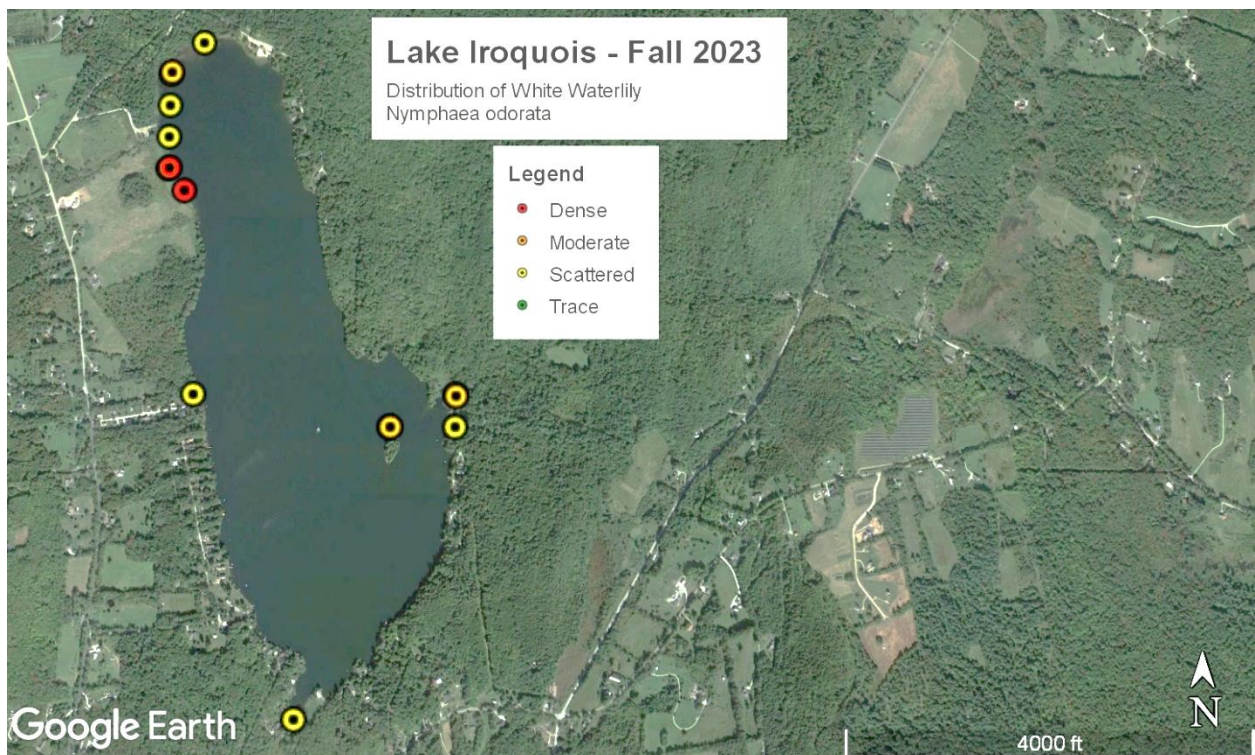 Lake Iroquois - Fall 2023
Distribution of White Waterlily
Nymphaea odorata
Legend
Dense
Moderate
Scattered
Trace
Google Earth
N
4000 ft